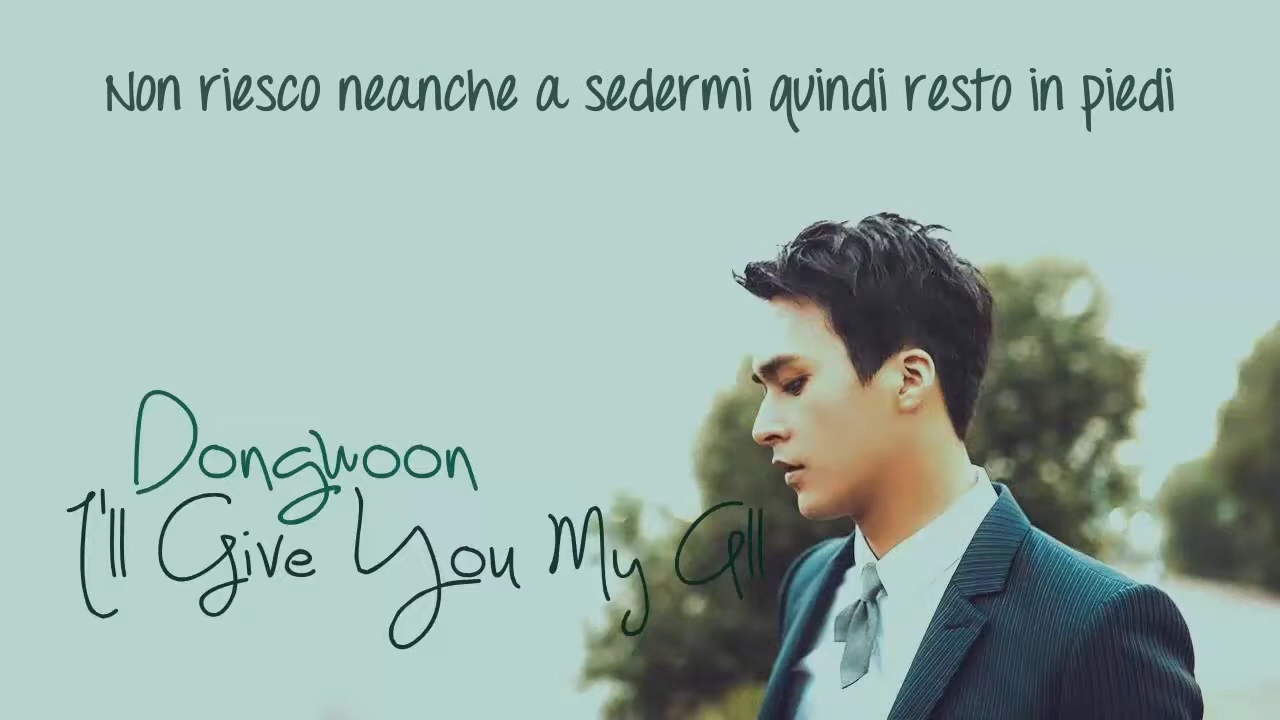 Non riesco neanche a sedermi quindi resto in piedi
Dongwoon
I'll Give You My All